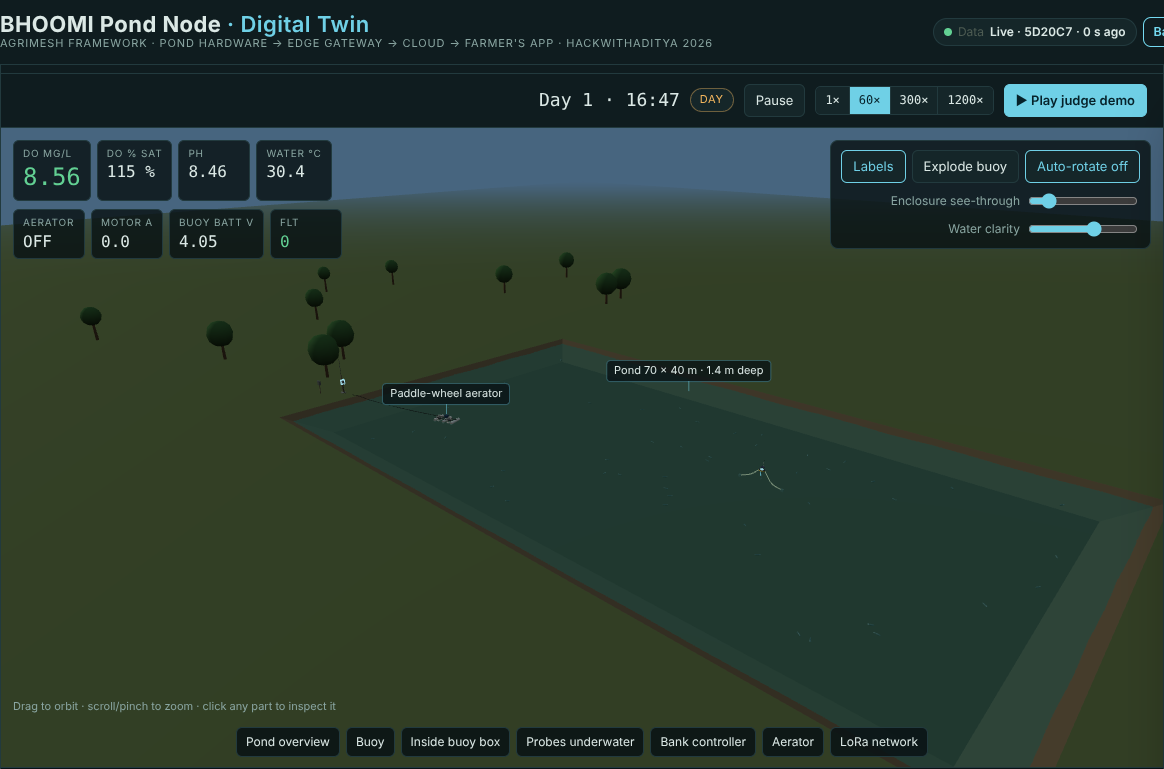 BHOOMI Pond Node · Digital Twin
AGRIMESH FRAMEWORK · POND HARDWARE → EDGE GATEWAY → CLOUD → FARMER'S APP · HACKWITHADITYA 2026
Data Live · 5D20C7 · 0 s ago
Ba
Day 1 · 16:47
DAY
Pause
1×
60×
300×
1200×
▶ Play judge demo
DO MG/L
8.56
DO % SAT
115 %
PH
8.46
WATER °C
30.4
AERATOR
OFF
MOTOR A
0.0
BUOY BATT V
4.05
FLT
0
Labels
Explode buoy
Auto-rotate off
Enclosure see-through
Water clarity
Pond 70 × 40 m · 1.4 m deep
Paddle-wheel aerator
Drag to orbit · scroll/pinch to zoom · click any part to inspect it
Pond overview
Buoy
Inside buoy box
Probes underwater
Bank controller
Aerator
LoRa network